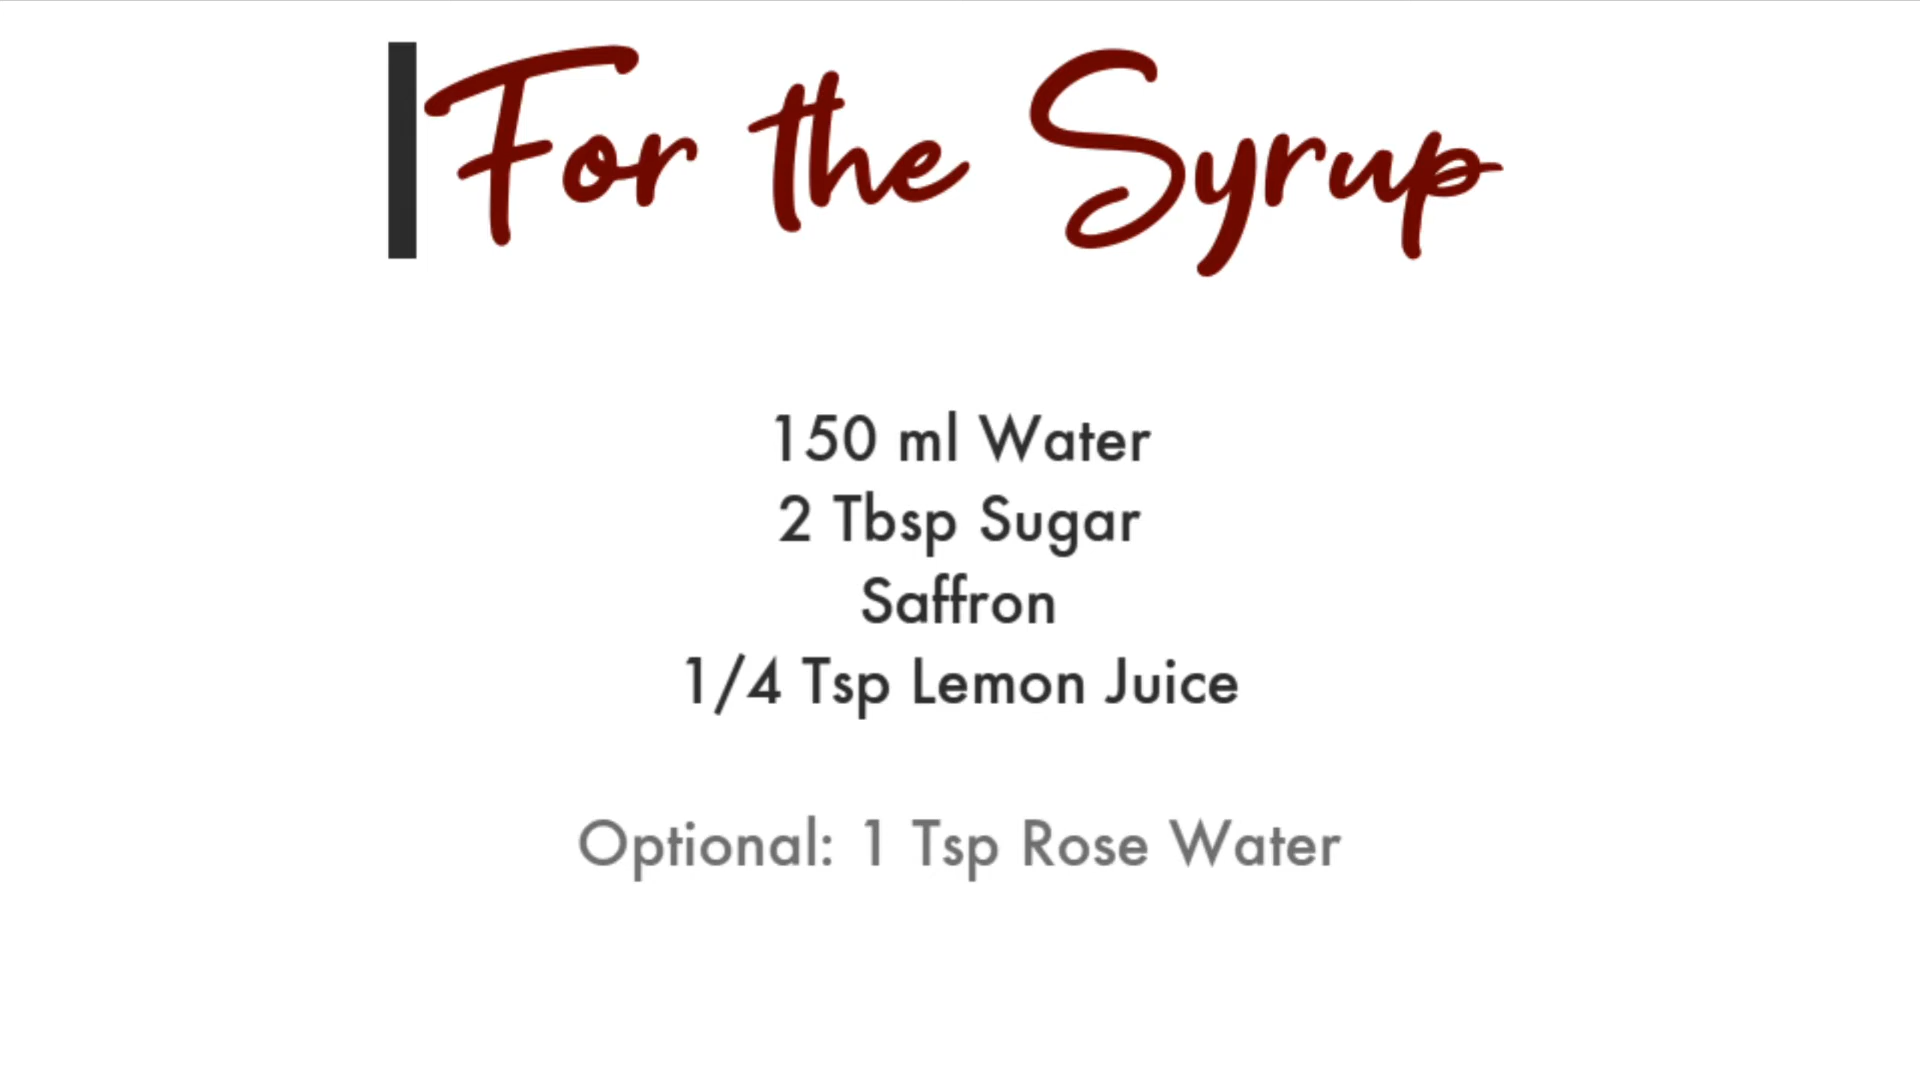 For the Syrup
150 ml Water
2 Tbsp Sugar
Saffron
1/4 Tsp Lemon Juice
Optional: 1 Tsp Rose Water